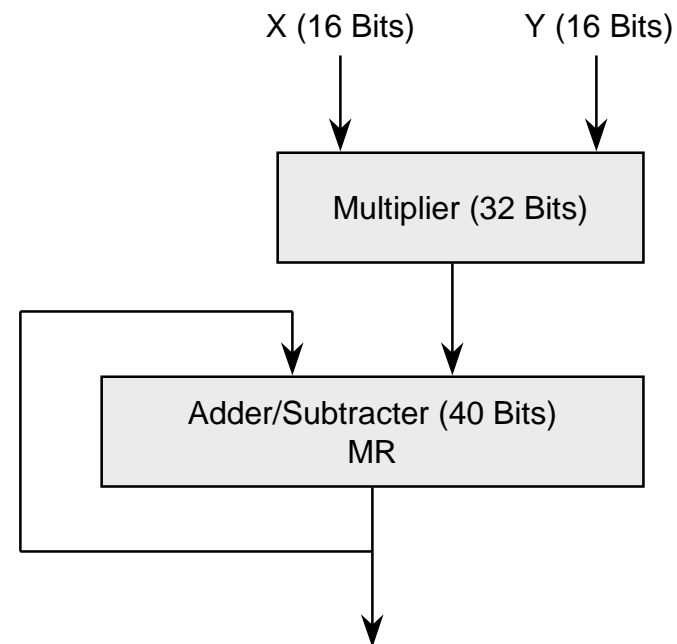 X (16 Bits) Y (16 Bits)
Multiplier (32 Bits)
Adder/Subtracter (40 Bits)
MR